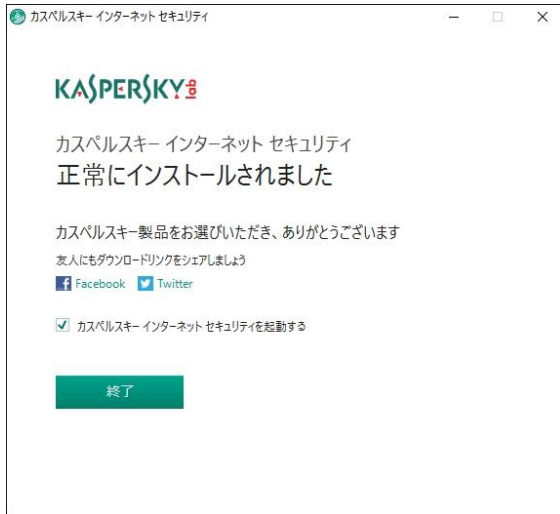 カスペルスキー インターネット セキュリティ
KASPERSKY lab
カスペルスキー インターネット セキュリティ
正常にインストールされました
カスペルスキー製品をお選びいただき、ありがとうございます
友人にもダウンロードリンクをシェアしましょう
Facebook Twitter
カスペルスキー インターネット セキュリティを起動する
終了